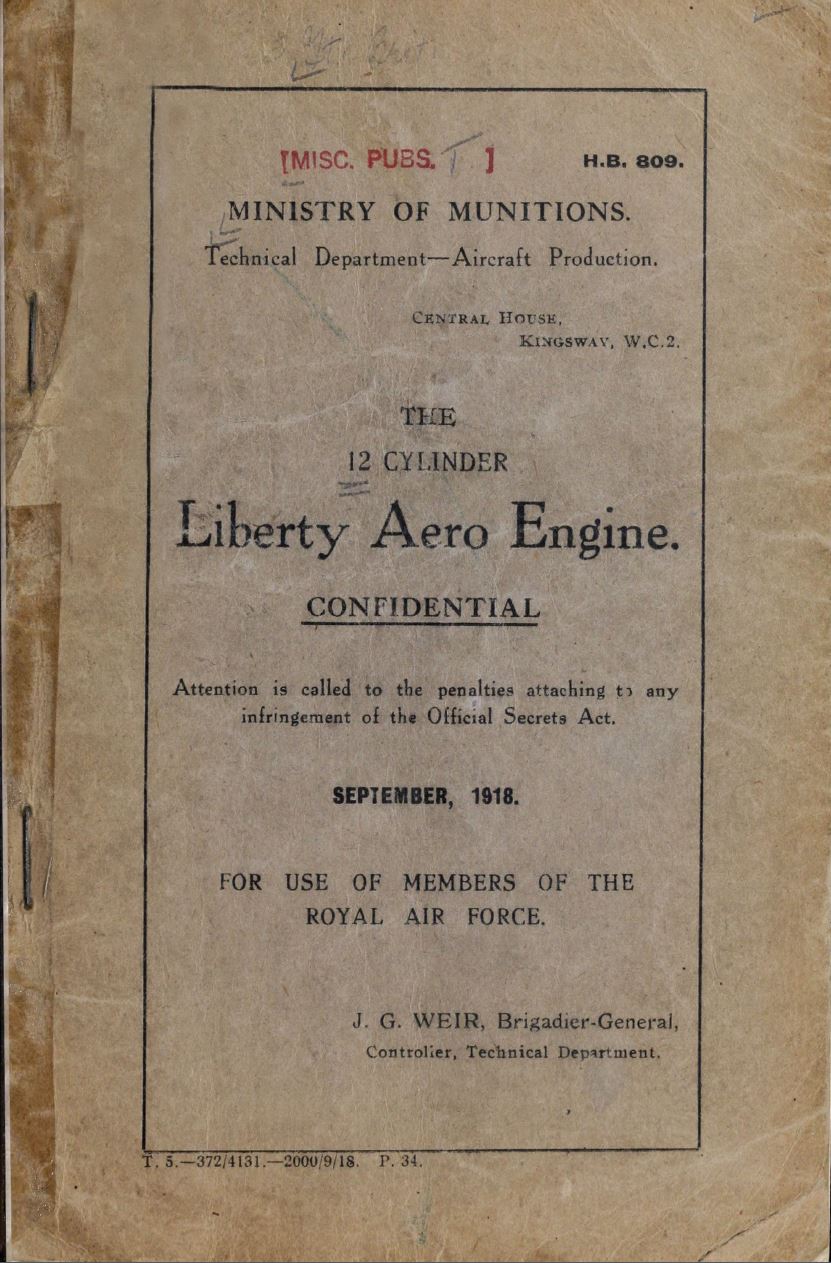 [MISC. PUBS. ]
H.B. 809.
MINISTRY OF MUNITIONS.
Technical Department—Aircraft Production.
CENTRAL HOUSE,
KINGSWAY, W.C.2.
THE
12 CYLINDER
Liberty Aero Engine.
CONFIDENTIAL
Attention is called to the penalties attaching to any
infringement of the Official Secrets Act.
SEPTEMBER, 1918.
FOR USE OF MEMBERS OF THE
ROYAL AIR FORCE.
J. G. WEIR, Brigadier-General,
Controller, Technical Department.
T. 5.—372/4131.—2000/9/18. P. 34.